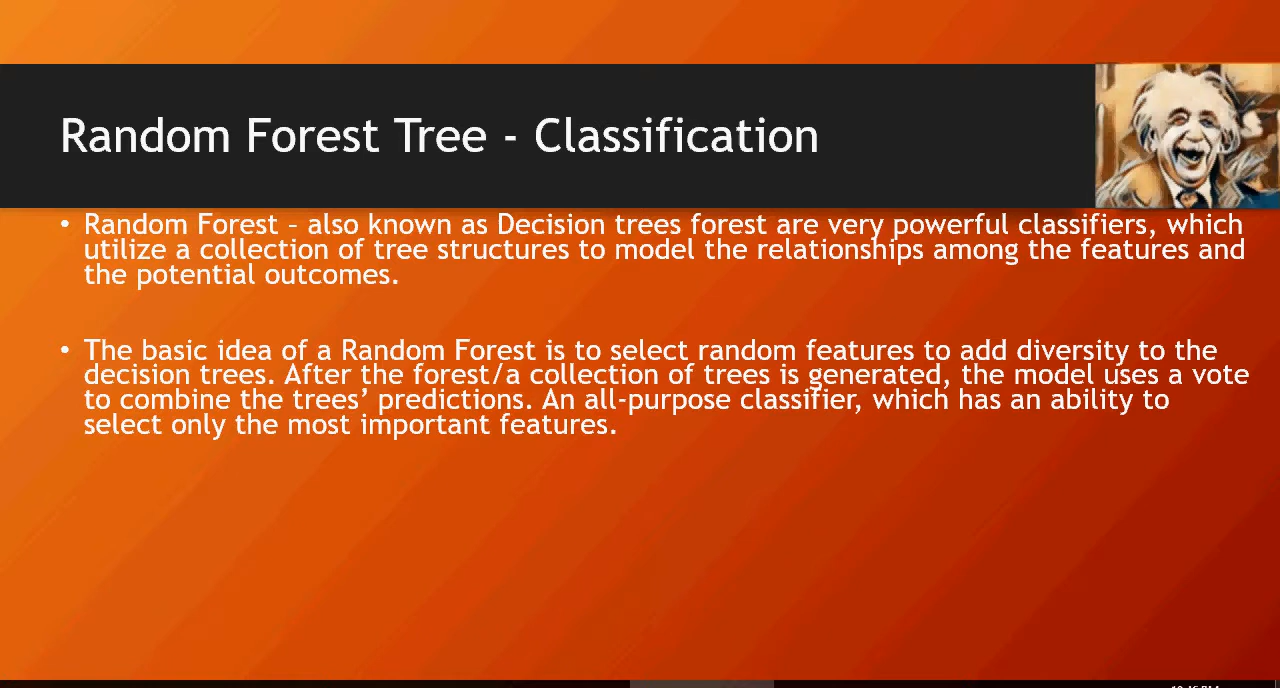 Random Forest Tree - Classification
• Random Forest – also known as Decision trees forest are very powerful classifiers, which
utilize a collection of tree structures to model the relationships among the features and
the potential outcomes.
• The basic idea of a Random Forest is to select random features to add diversity to the
decision trees. After the forest/a collection of trees is generated, the model uses a vote
to combine the trees’ predictions. An all-purpose classifier, which has an ability to
select only the most important features.